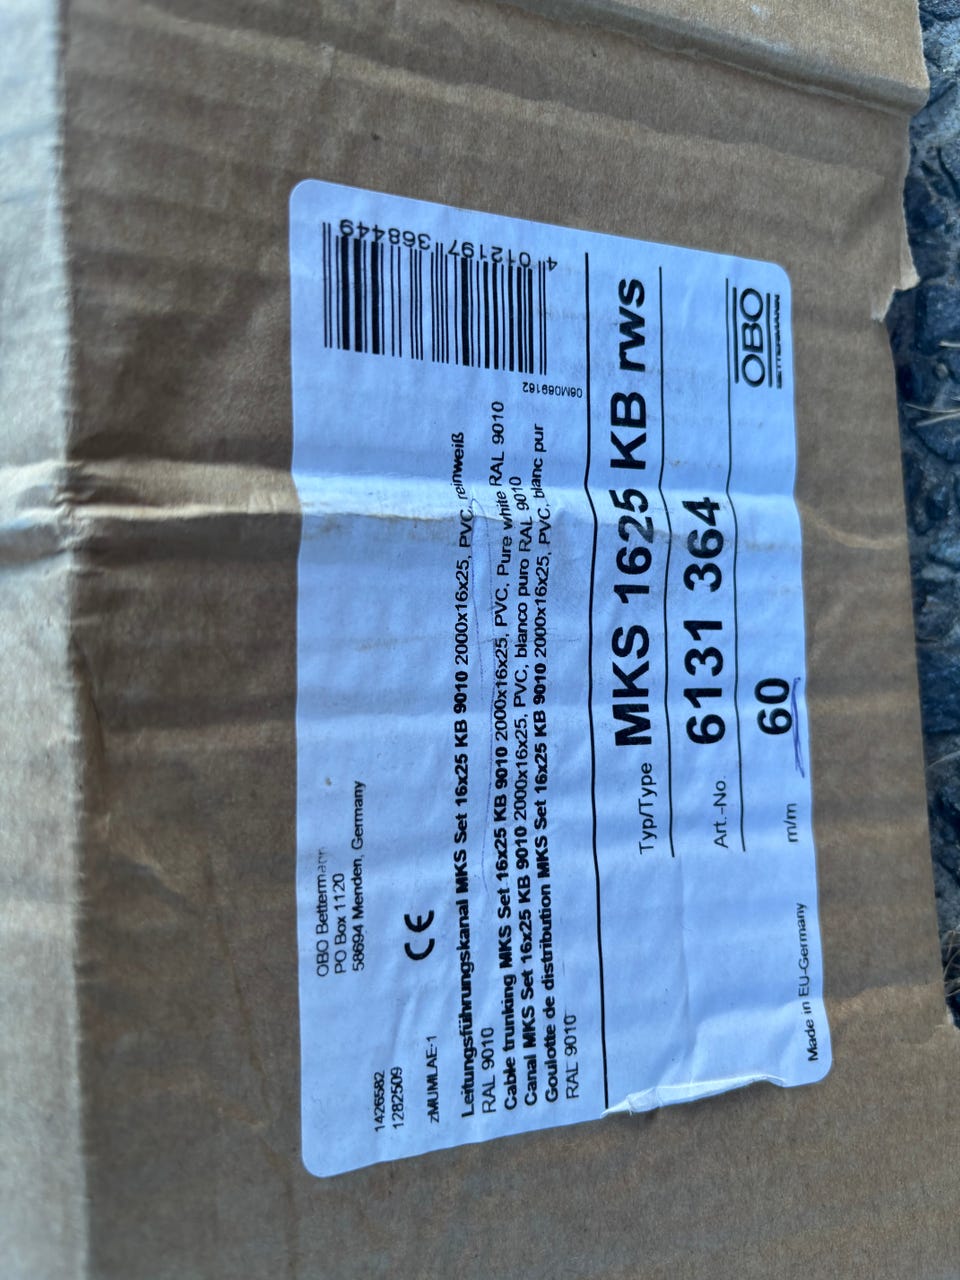 OBO Bettermann
PO Box 1120
58694 Menden, Germany
1426582
1282509
CE
zMUMLAE-1
4 012197 368449
06M069162
Leitungsführungskanal MKS Set 16x25 KB 9010 2000x16x25, PVC, reinweiß
RAL 9010
Cable trunking MKS Set 16x25 KB 9010 2000x16x25, PVC, Pure white RAL 9010
Canal MKS Set 16x25 KB 9010 2000x16x25, PVC, blanco puro RAL 9010
Goulotte de distribution MKS Set 16x25 KB 9010 2000x16x25, PVC, blanc pur
RAL 9010
Typ/Type MKS 1625 KB rws
Art.-No. 6131 364
m/m 60
Made in EU-Germany
OBO
BETTERMANN